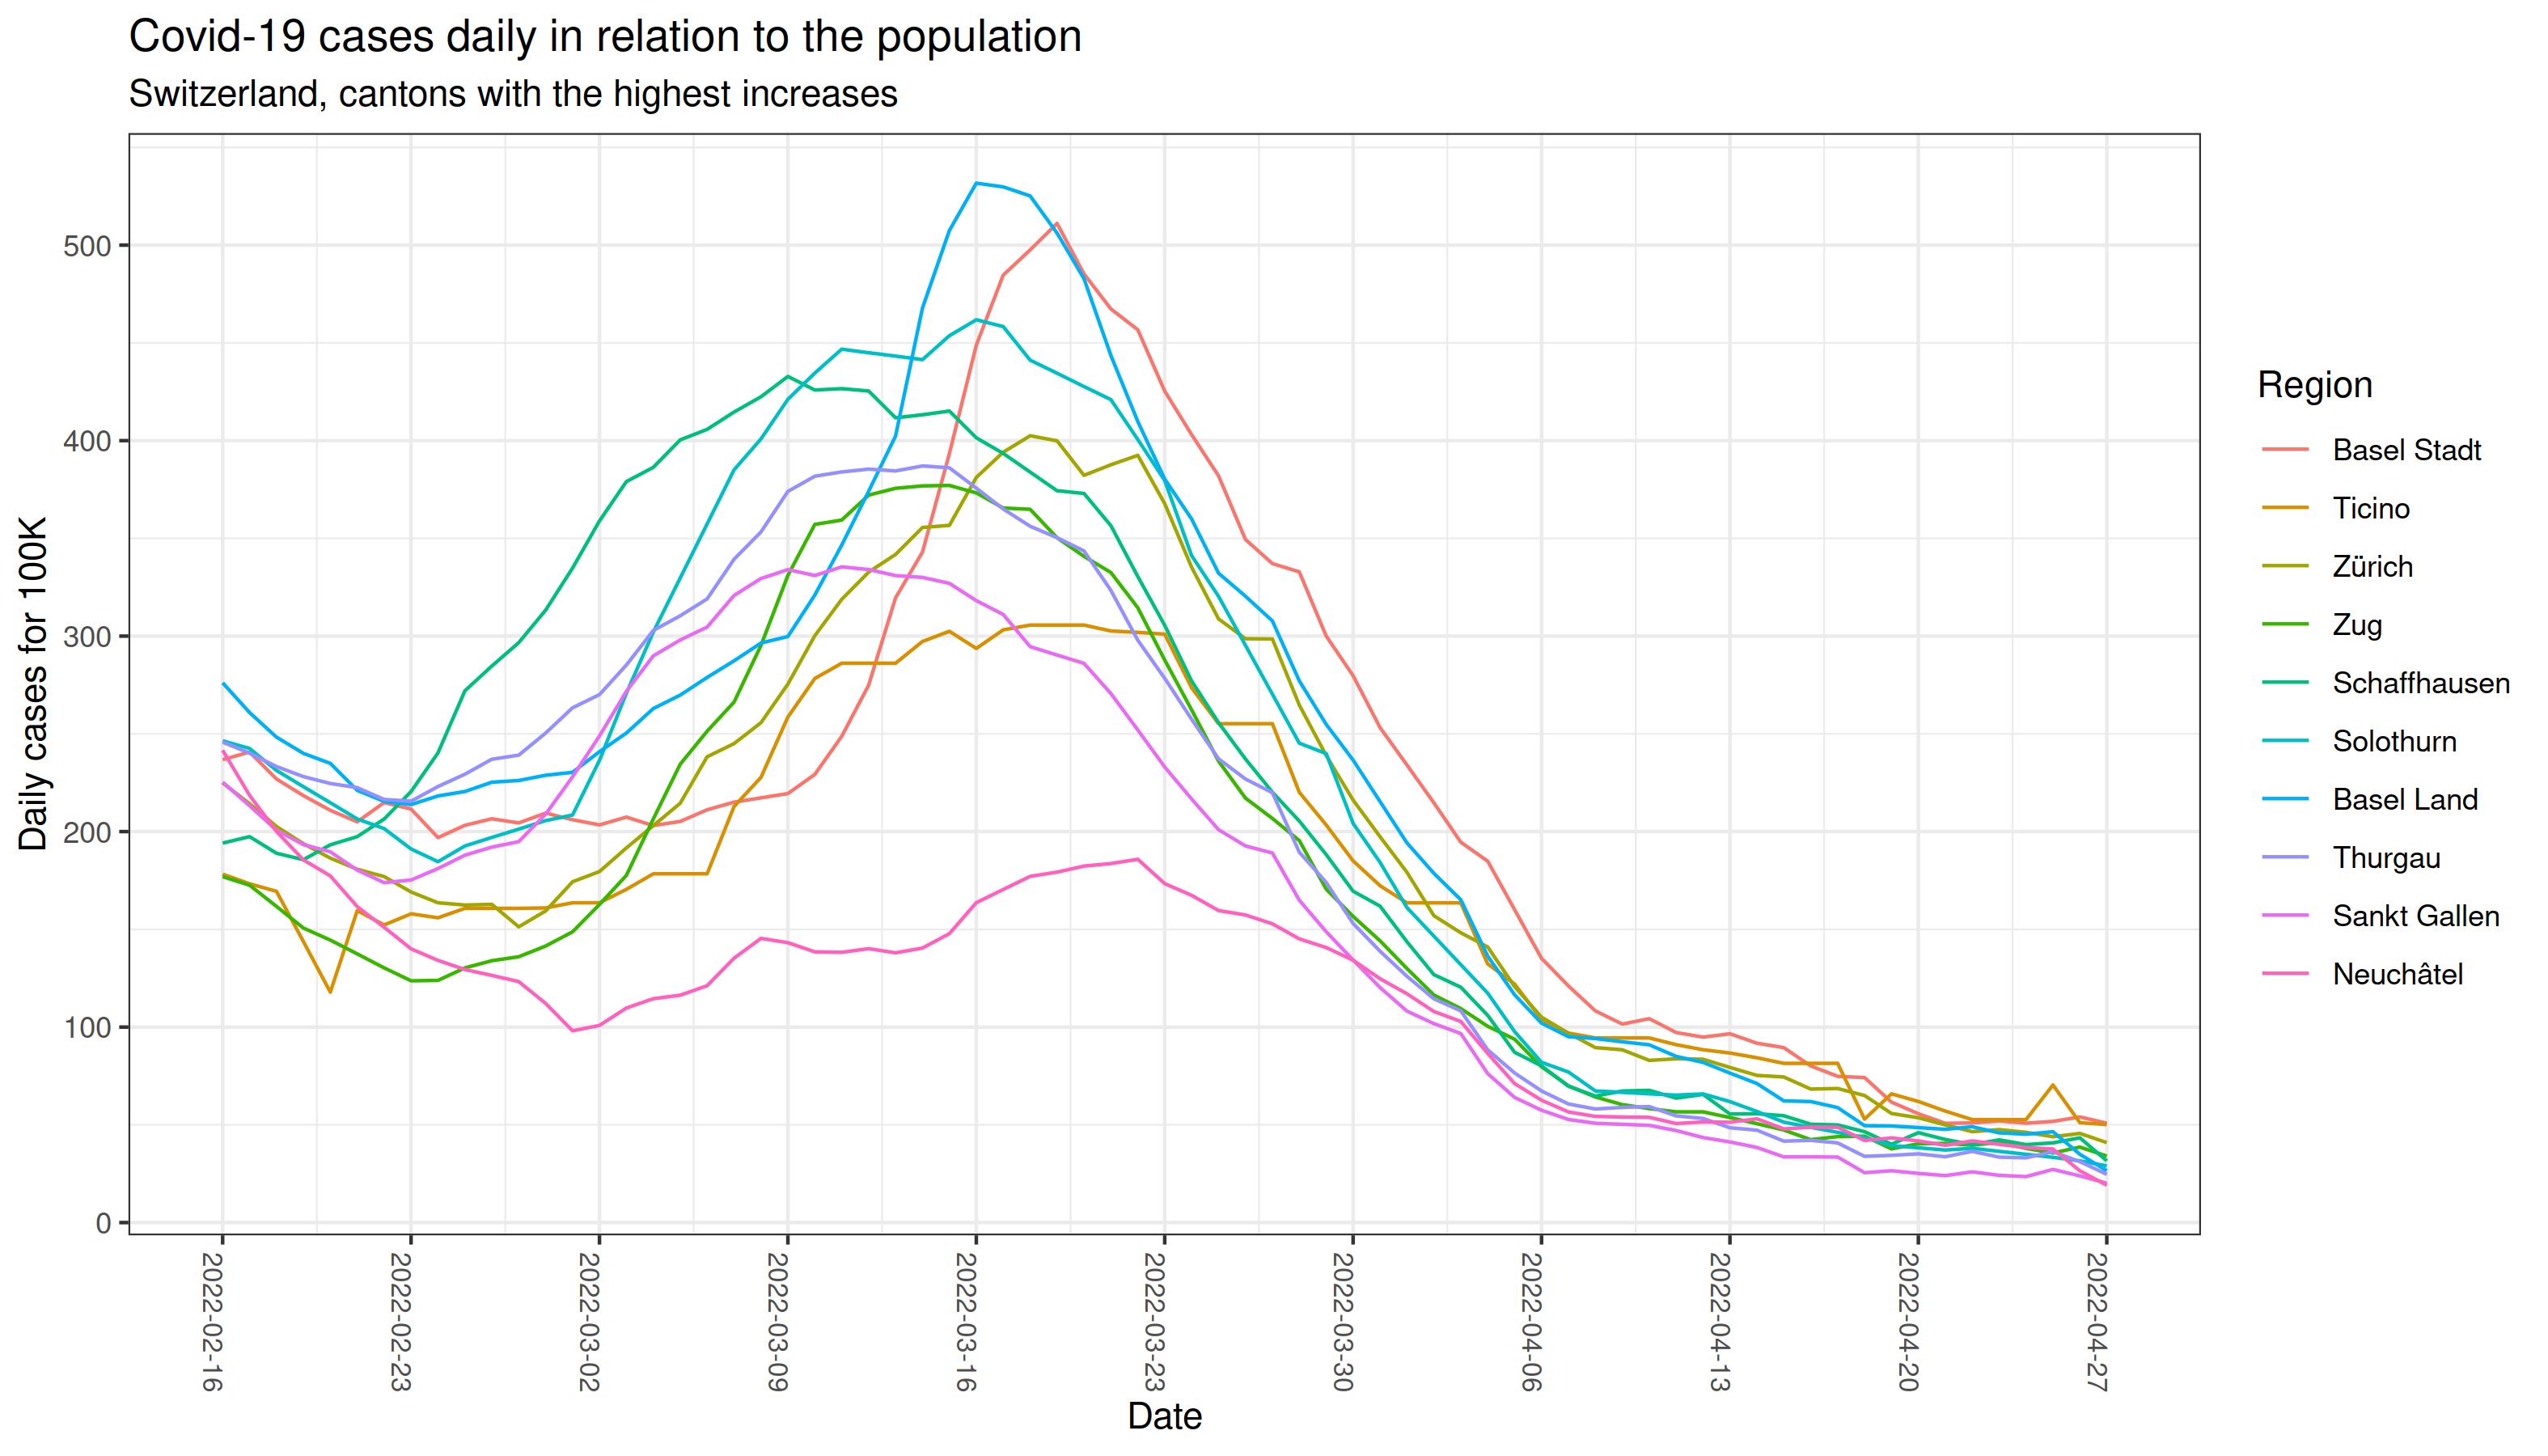 Covid-19 cases daily in relation to the population
Switzerland, cantons with the highest increases
Daily cases for 100K
500
400
300
200
100
0
2022-02-16
2022-02-23
2022-03-02
2022-03-09
2022-03-16
2022-03-23
2022-03-30
2022-04-06
2022-04-13
2022-04-20
2022-04-27
Date
Region
Basel Stadt
Ticino
Zürich
Zug
Schaffhausen
Solothurn
Basel Land
Thurgau
Sankt Gallen
Neuchâtel